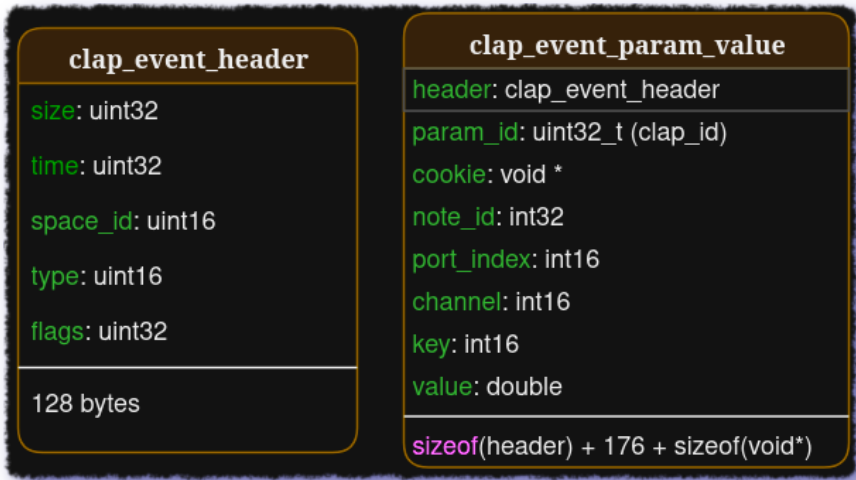 clap_event_header
size: uint32
time: uint32
space_id: uint16
type: uint16
flags: uint32
128 bytes
clap_event_param_value
header: clap_event_header
param_id: uint32_t (clap_id)
cookie: void *
note_id: int32
port_index: int16
channel: int16
key: int16
value: double
sizeof(header) + 176 + sizeof(void*)